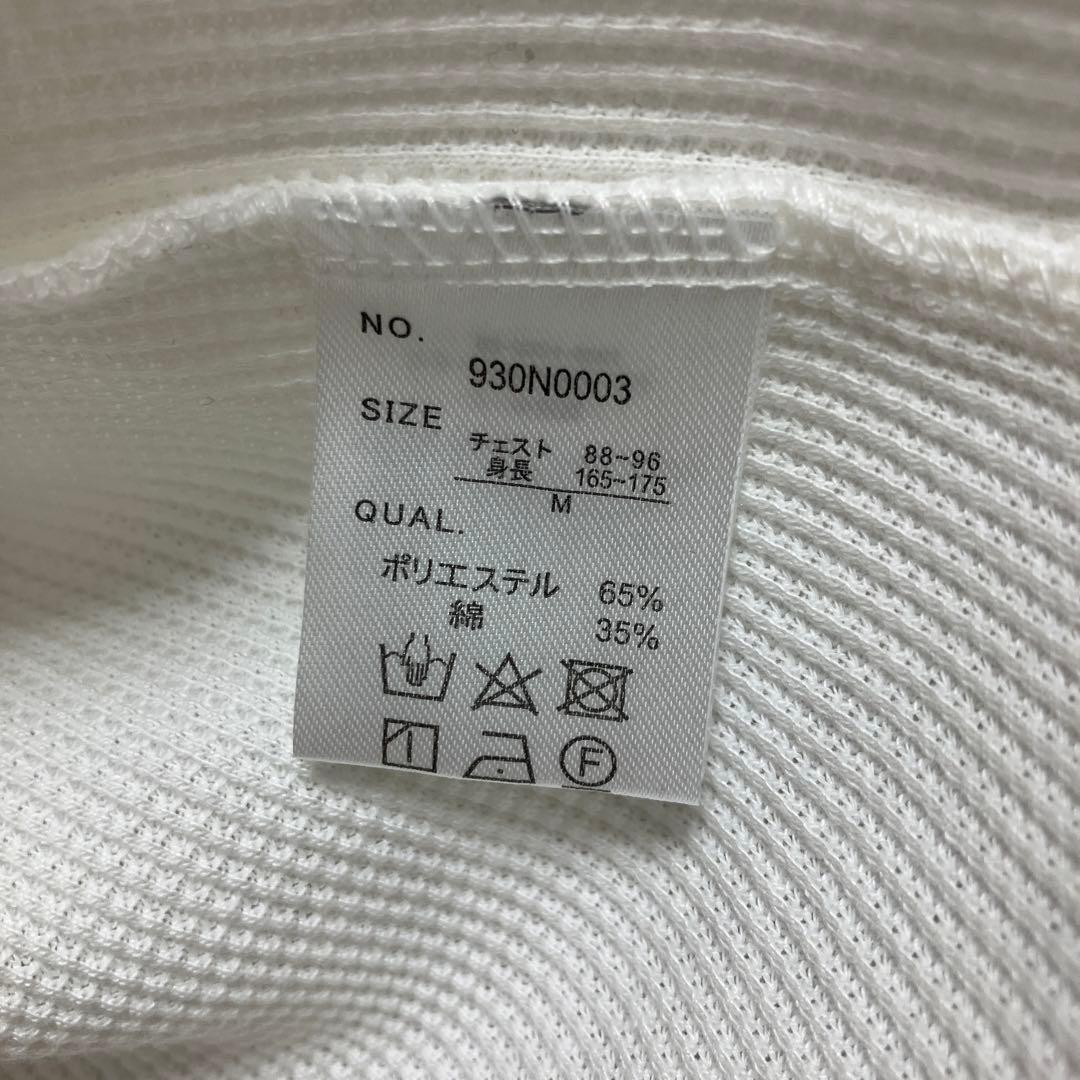 NO.
930N0003
SIZE
チェスト 88~96
身長 165~175
M
QUAL.
ポリエステル 65%
綿 35%
F